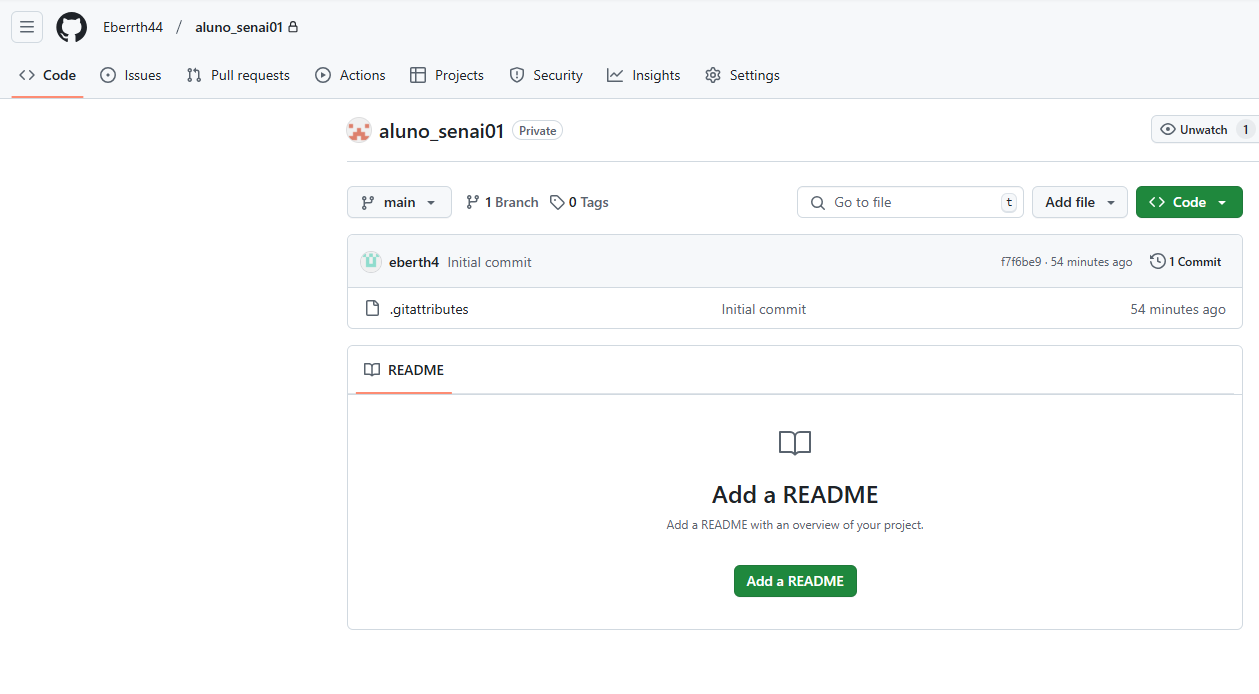 Eberrth44 / aluno_senai01
Code Issues Pull requests Actions Projects Security Insights Settings
aluno_senai01 Private Unwatch 1
main 1 Branch 0 Tags Go to file t Add file Code
eberth4 Initial commit f7f6be9 · 54 minutes ago 1 Commit
.gitattributes Initial commit 54 minutes ago
README
Add a README
Add a README with an overview of your project.
Add a README